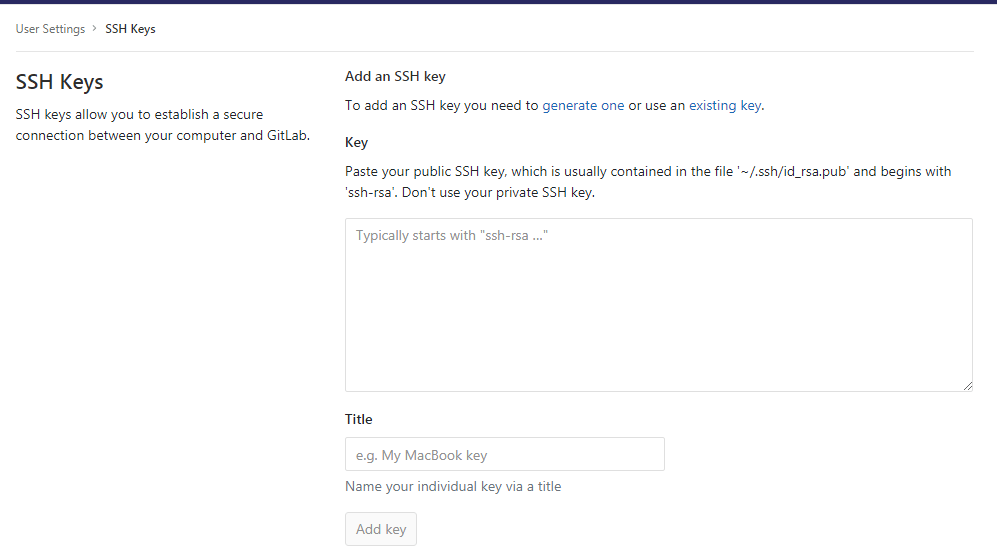 User Settings > SSH Keys
SSH Keys
SSH keys allow you to establish a secure
connection between your computer and GitLab.
Add an SSH key
To add an SSH key you need to generate one or use an existing key.
Key
Paste your public SSH key, which is usually contained in the file '~/.ssh/id_rsa.pub' and begins with
'ssh-rsa'. Don't use your private SSH key.
Typically starts with "ssh-rsa ..."
Title
e.g. My MacBook key
Name your individual key via a title
Add key